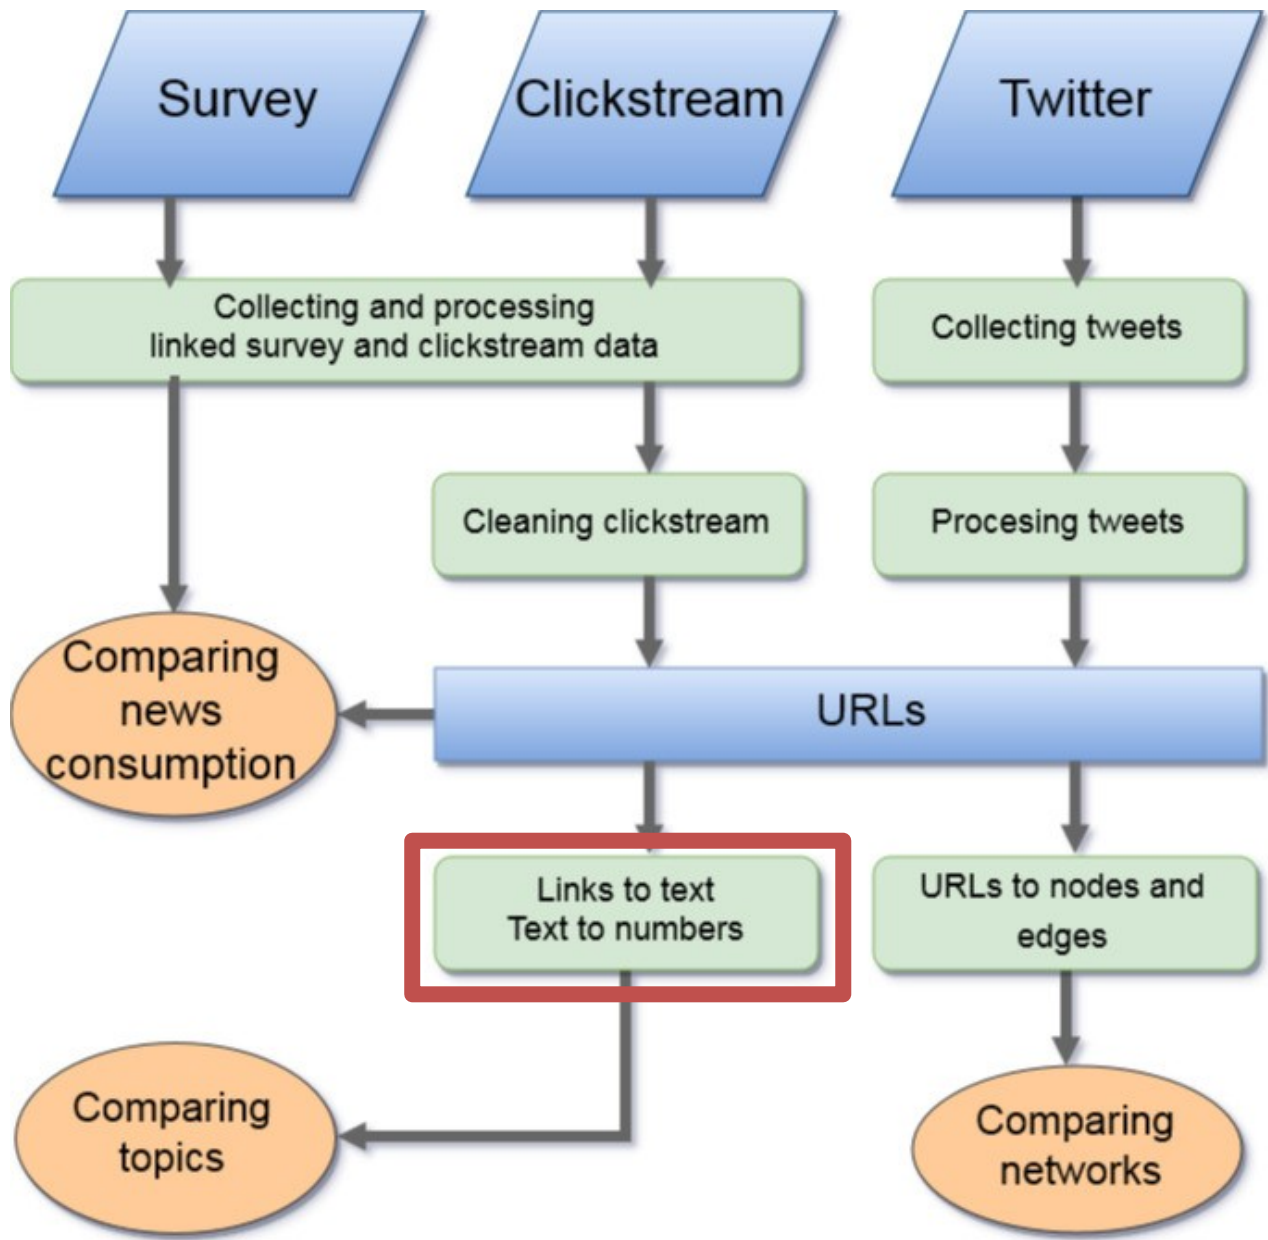 Survey
Clickstream
Twitter
Collecting and processing
linked survey and clickstream data
Collecting tweets
Cleaning clickstream
Procesing tweets
Comparing
news
consumption
URLs
Links to text
Text to numbers
URLs to nodes and
edges
Comparing
topics
Comparing
networks